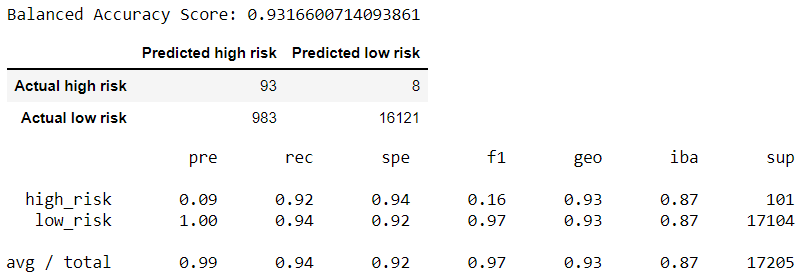 Balanced Accuracy Score: 0.9316600714093861
Predicted high risk Predicted low risk
Actual high risk 93 8
Actual low risk 983 16121
pre rec spe f1 geo iba sup
high_risk 0.09 0.92 0.94 0.16 0.93 0.87 101
low_risk 1.00 0.94 0.92 0.97 0.93 0.87 17104
avg / total 0.99 0.94 0.92 0.97 0.93 0.87 17205